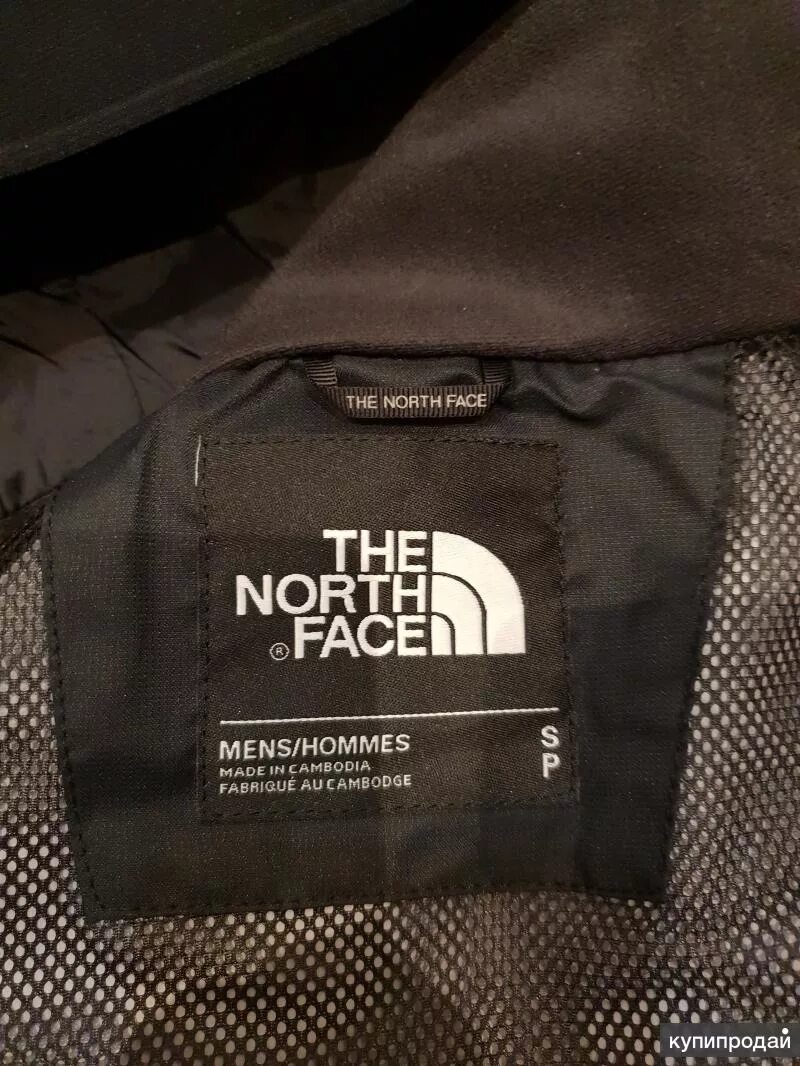 THE NORTH FACE
THE
NORTH
® FACE
MENS/HOMMES S
MADE IN CAMBODIA P
FABRIQUÉ AU CAMBODGE
купипродай